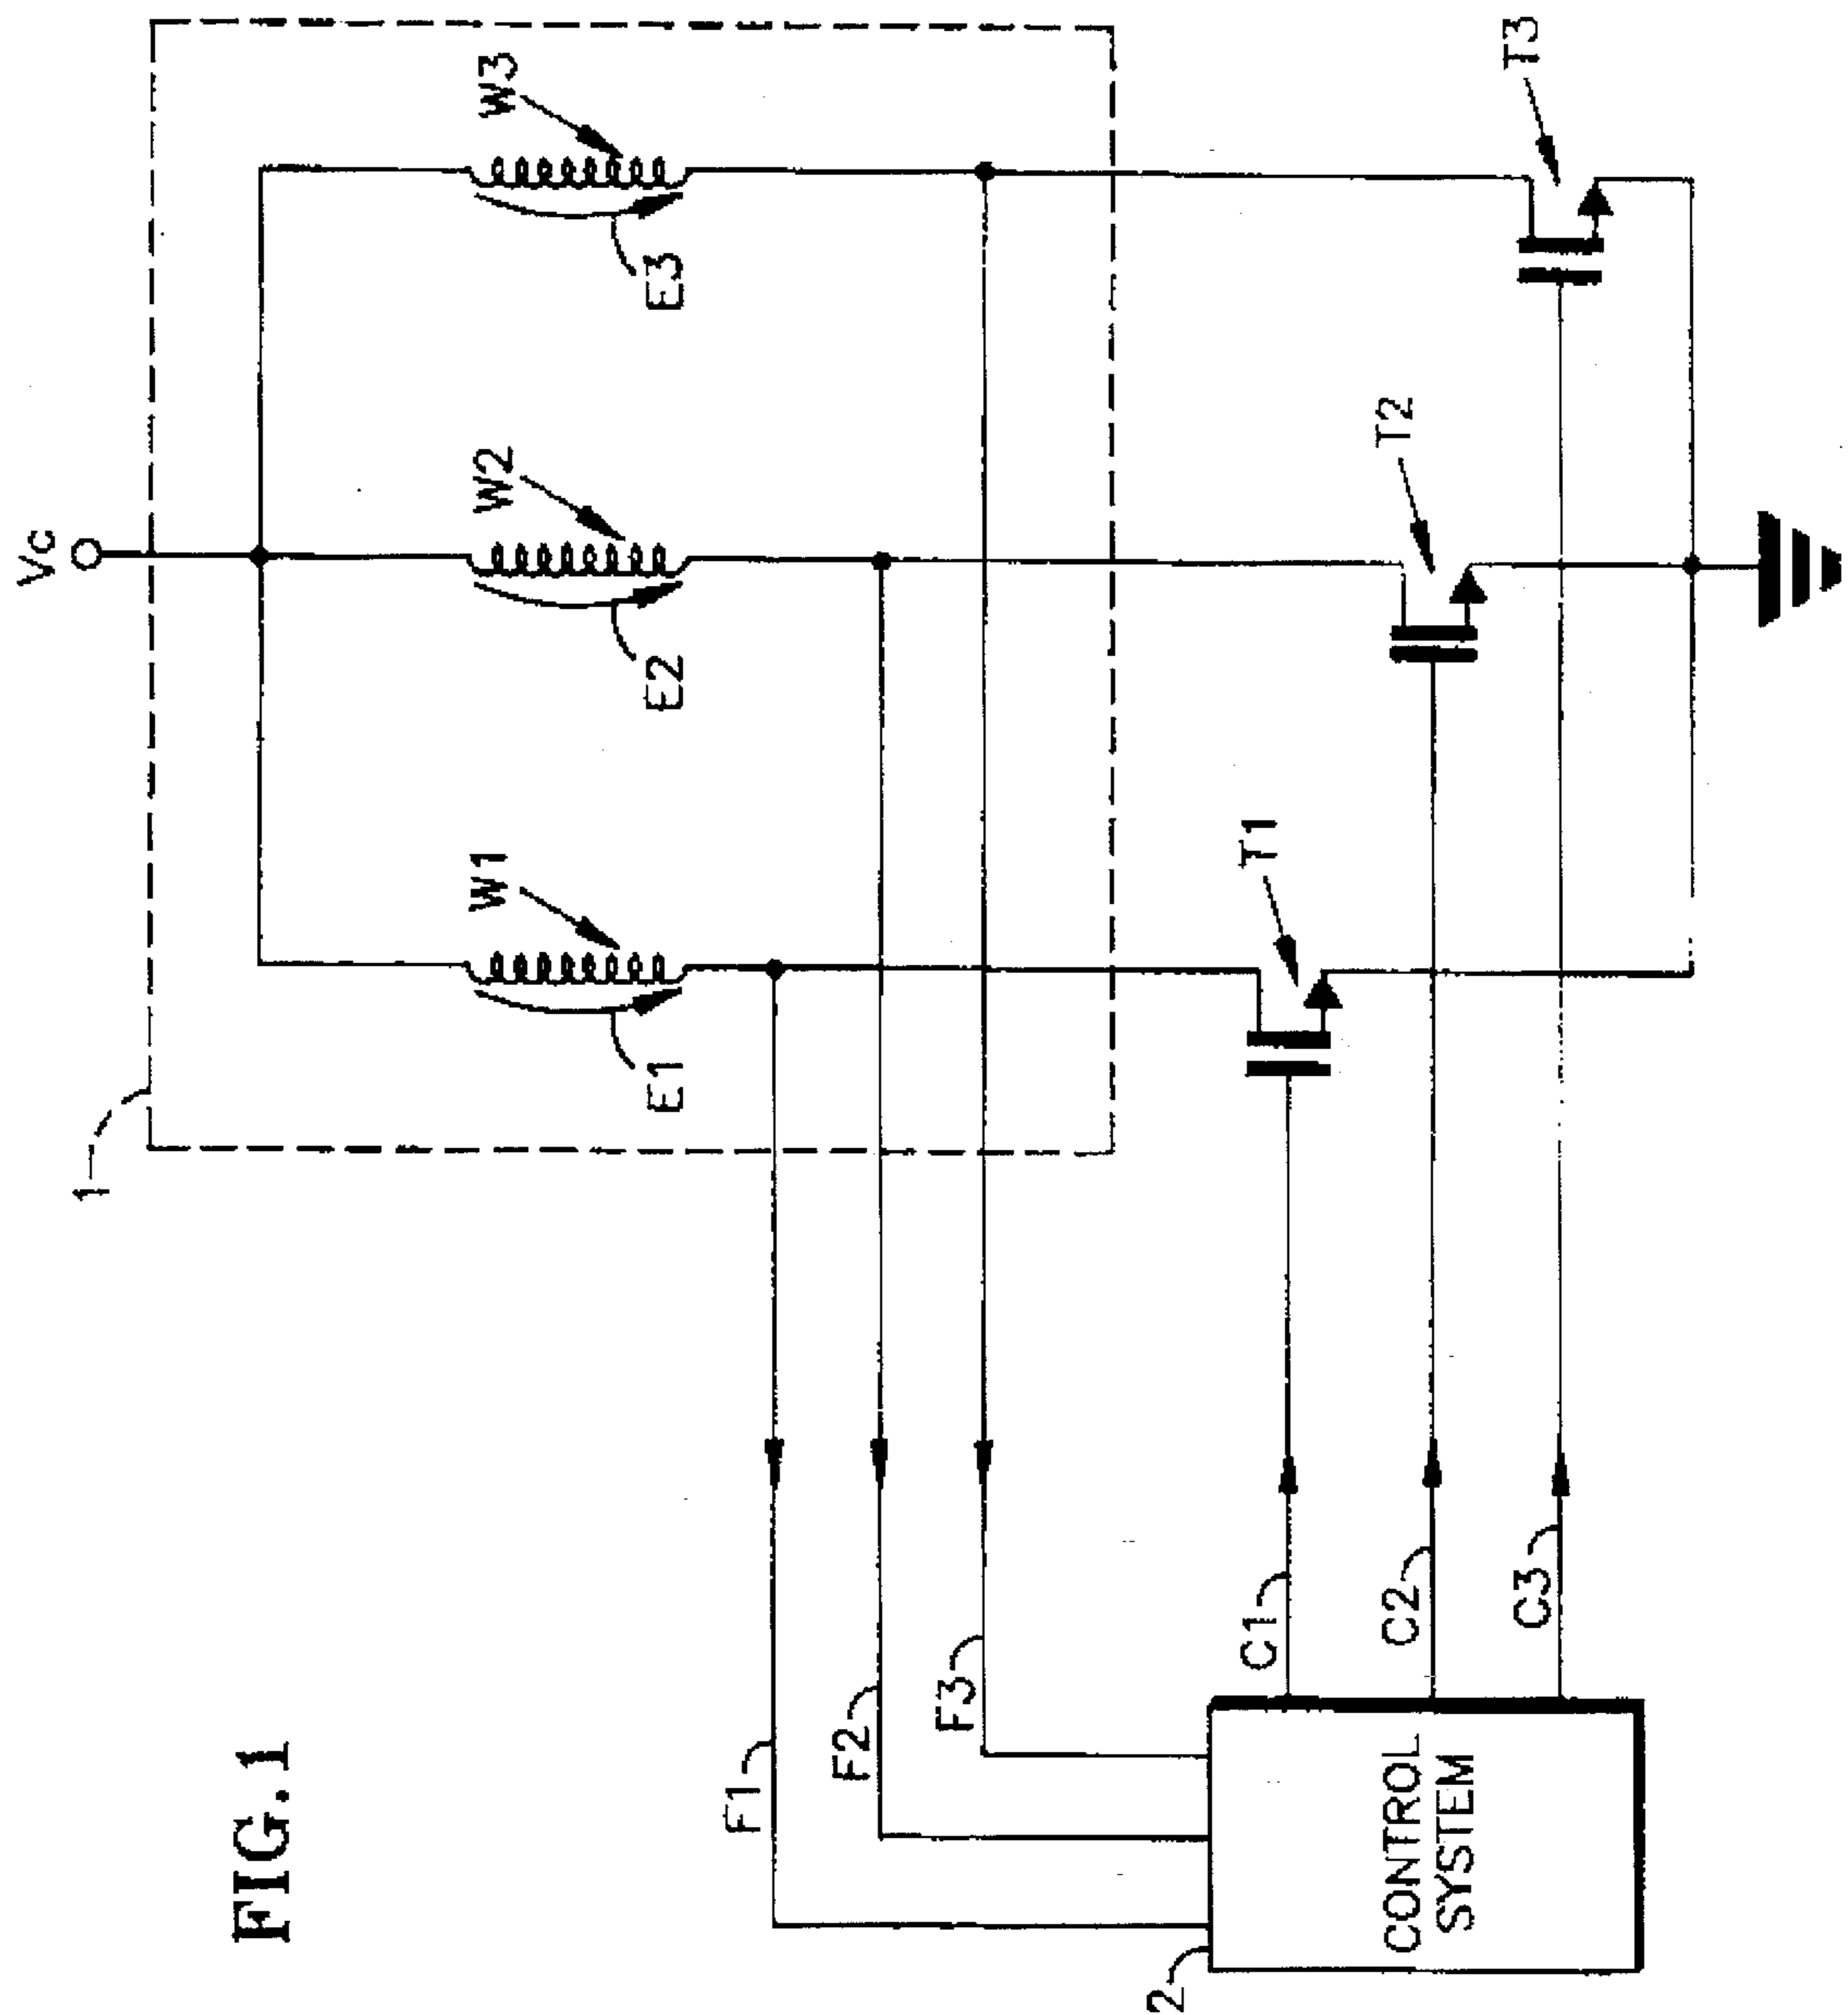 FIG.1
Vc
1
W1
W2
W3
E1
E2
E3
F1
F2
F3
T1
T2
T3
C1
C2
C3
2
CONTROL
SYSTEM